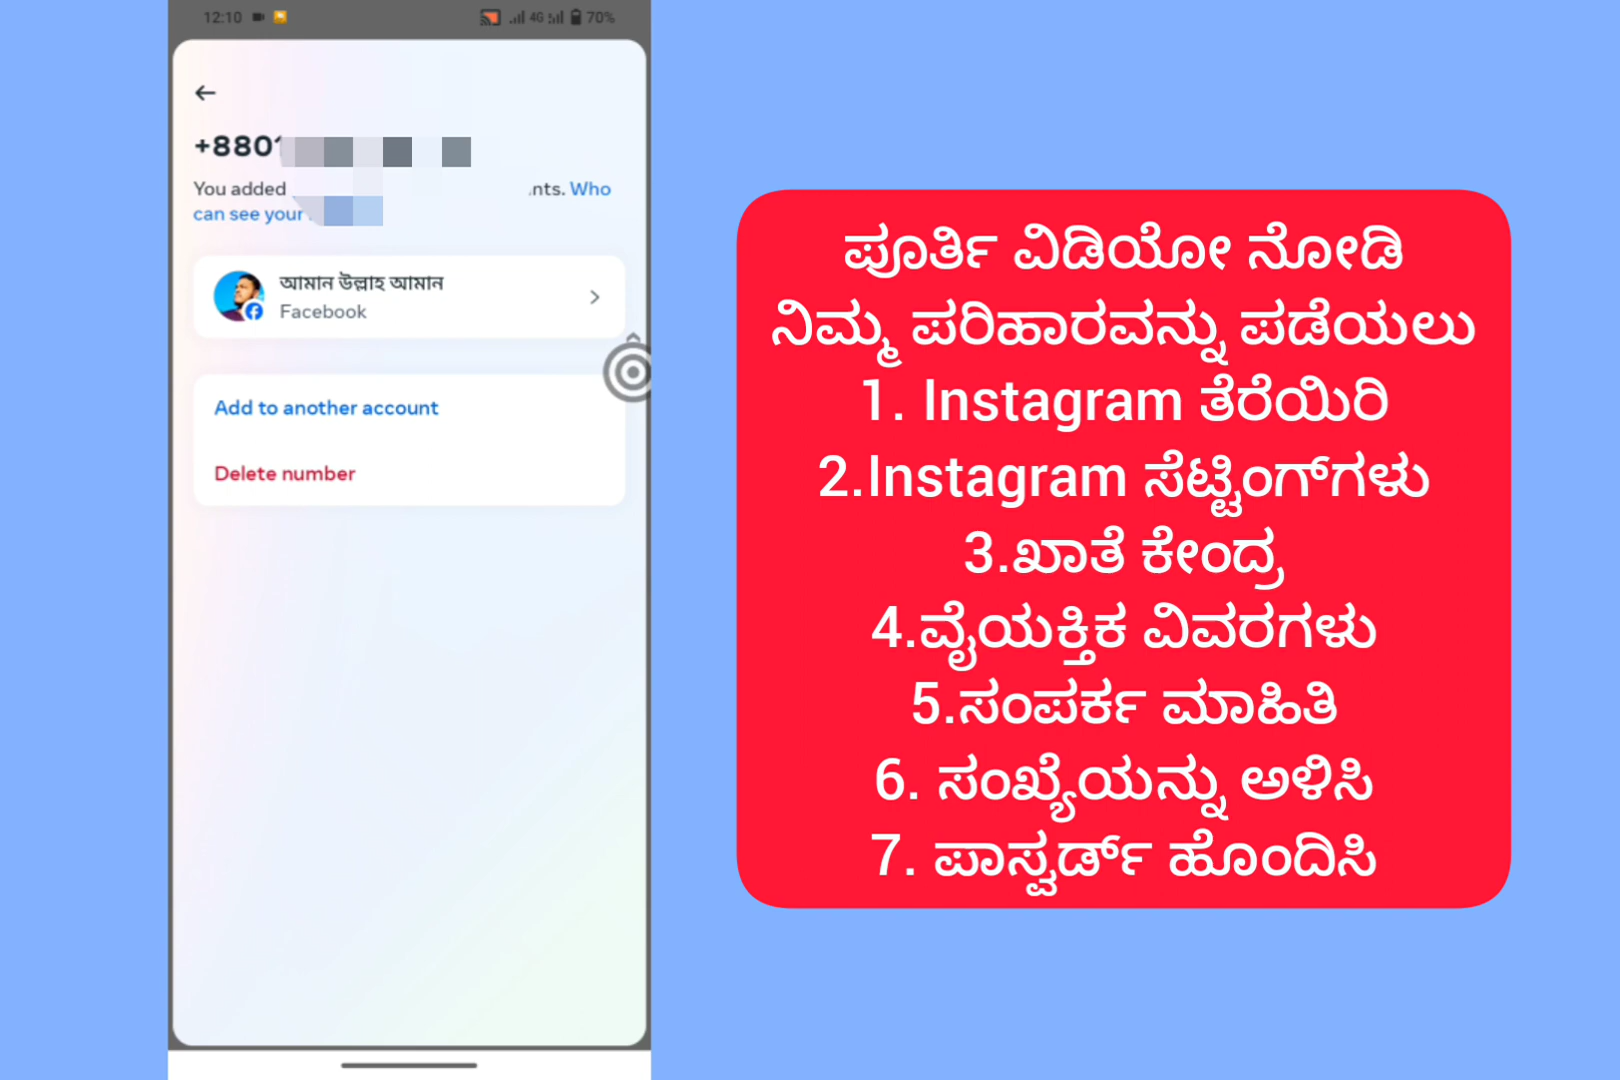 12:10
4G 70%
+880
You added nts. Who
can see your
আমান উল্লাহ আমান
Facebook
Add to another account
Delete number
ಪೂರ್ತಿ ವಿಡಿಯೋ ನೋಡಿ
ನಿಮ್ಮ ಪರಿಹಾರವನ್ನು ಪಡೆಯಲು
1. Instagram ತೆರೆಯಿರಿ
2.Instagram ಸೆಟ್ಟಿಂಗ್‌ಗಳು
3.ಖಾತೆ ಕೇಂದ್ರ
4.ವೈಯಕ್ತಿಕ ವಿವರಗಳು
5.ಸಂಪರ್ಕ ಮಾಹಿತಿ
6. ಸಂಖ್ಯೆಯನ್ನು ಅಳಿಸಿ
7. ಪಾಸ್ವರ್ಡ್ ಹೊಂದಿಸಿ